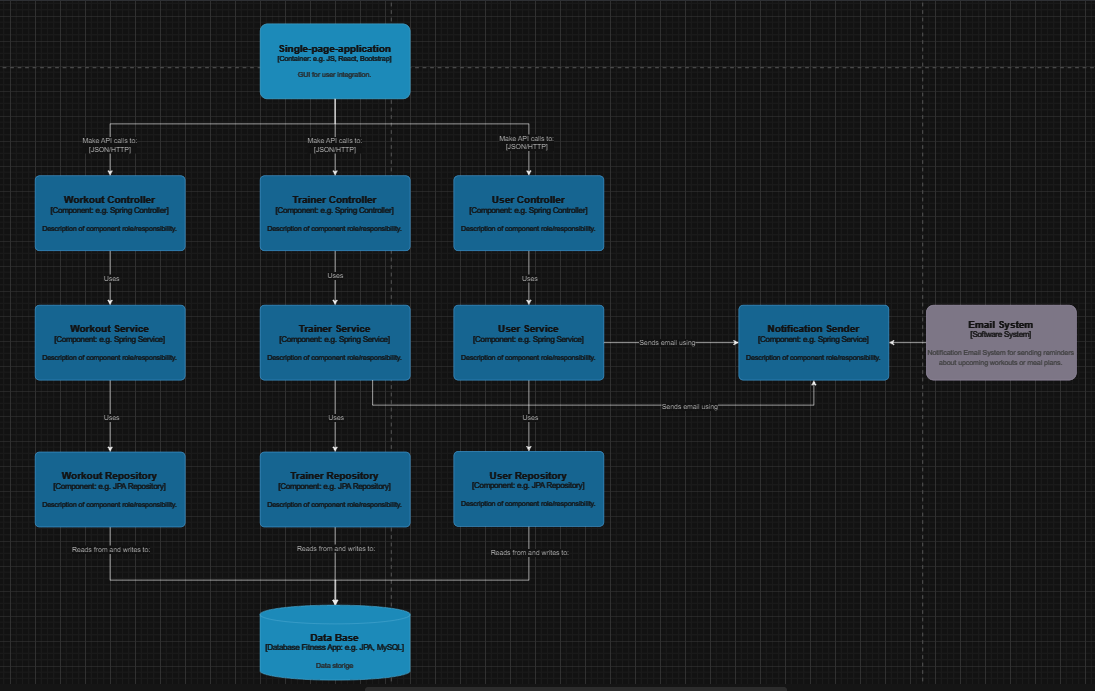 Single-page-application
[Container: e.g. JS, React, Bootstrap]
GUI for user integration.
Make API calls to:
[JSON/HTTP]
Make API calls to:
[JSON/HTTP]
Make API calls to:
[JSON/HTTP]
Workout Controller
[Component: e.g. Spring Controller]
Description of component role/responsibility.
Trainer Controller
[Component: e.g. Spring Controller]
Description of component role/responsibility.
User Controller
[Component: e.g. Spring Controller]
Description of component role/responsibility.
Uses
Uses
Uses
Workout Service
[Component: e.g. Spring Service]
Description of component role/responsibility.
Trainer Service
[Component: e.g. Spring Service]
Description of component role/responsibility.
User Service
[Component: e.g. Spring Service]
Description of component role/responsibility.
Sends email using
Notification Sender
[Component: e.g. Spring Service]
Description of component role/responsibility.
Email System
[Software System]
Notification Email System for sending reminders
about upcoming workouts or meal plans.
Sends email using
Uses
Uses
Uses
Workout Repository
[Component: e.g. JPA Repository]
Description of component role/responsibility.
Trainer Repository
[Component: e.g. JPA Repository]
Description of component role/responsibility.
User Repository
[Component: e.g. JPA Repository]
Description of component role/responsibility.
Reads from and writes to:
Reads from and writes to:
Reads from and writes to:
Data Base
[Database Fitness App: e.g. JPA, MySQL]
Data storige